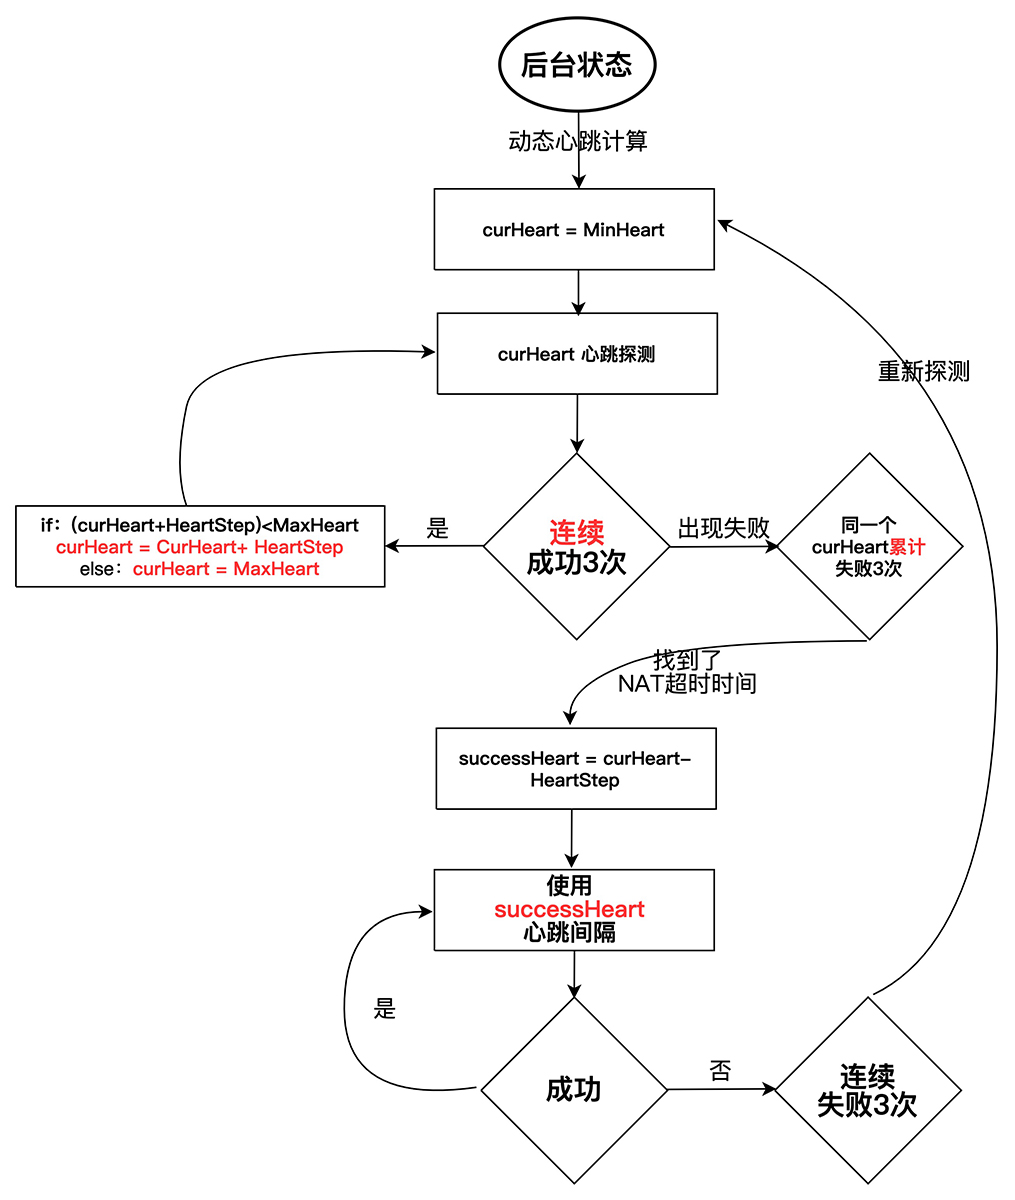 后台状态
动态心跳计算
curHeart = MinHeart
curHeart 心跳探测
重新探测
if：(curHeart+HeartStep)<MaxHeart
curHeart = CurHeart+ HeartStep
else：curHeart = MaxHeart
是
连续
成功3次
出现失败
同一个
curHeart累计
失败3次
找到了
NAT超时时间
successHeart = curHeart-
HeartStep
使用
successHeart
心跳间隔
是
成功
否
连续
失败3次